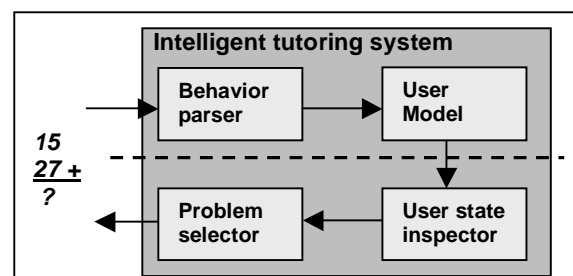 Intelligent tutoring system
Behavior
parser
User
Model
15
27 +
?
Problem
selector
User state
inspector